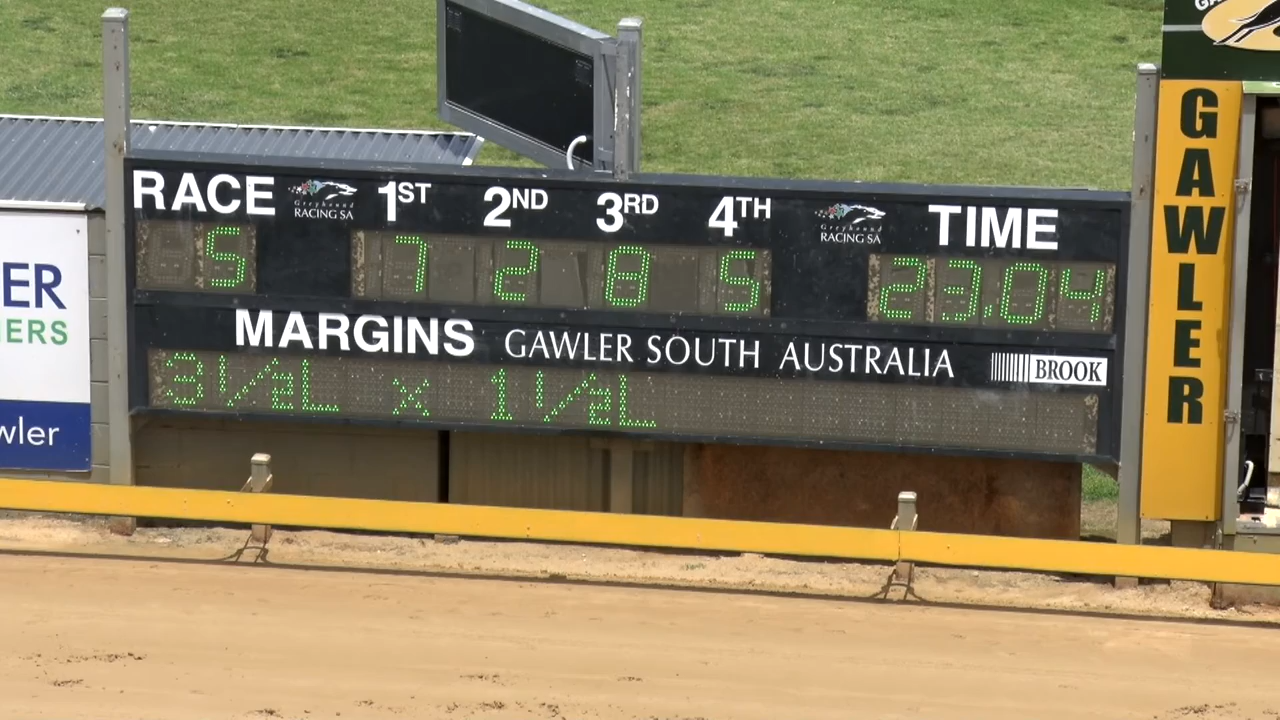 RACE Greyhound RACING SA 1ST 2ND 3RD 4TH Greyhound RACING SA TIME
5 7 2 8 5 23.04
MARGINS GAWLER SOUTH AUSTRALIA BROOK
3 1/2L x 1 1/2L
ER
ERS
wler
GAWLER